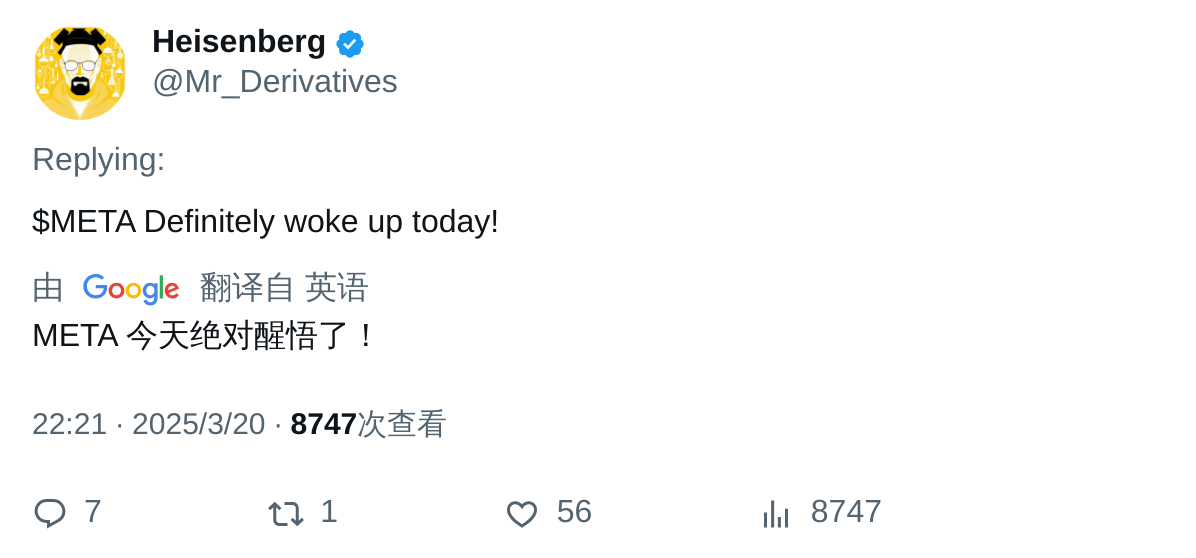 Heisenberg
@Mr_Derivatives
Replying:
$META Definitely woke up today!
由 Google 翻译自 英语
META 今天绝对醒悟了！
22:21 · 2025/3/20 · 8747次查看
7 1 56 8747